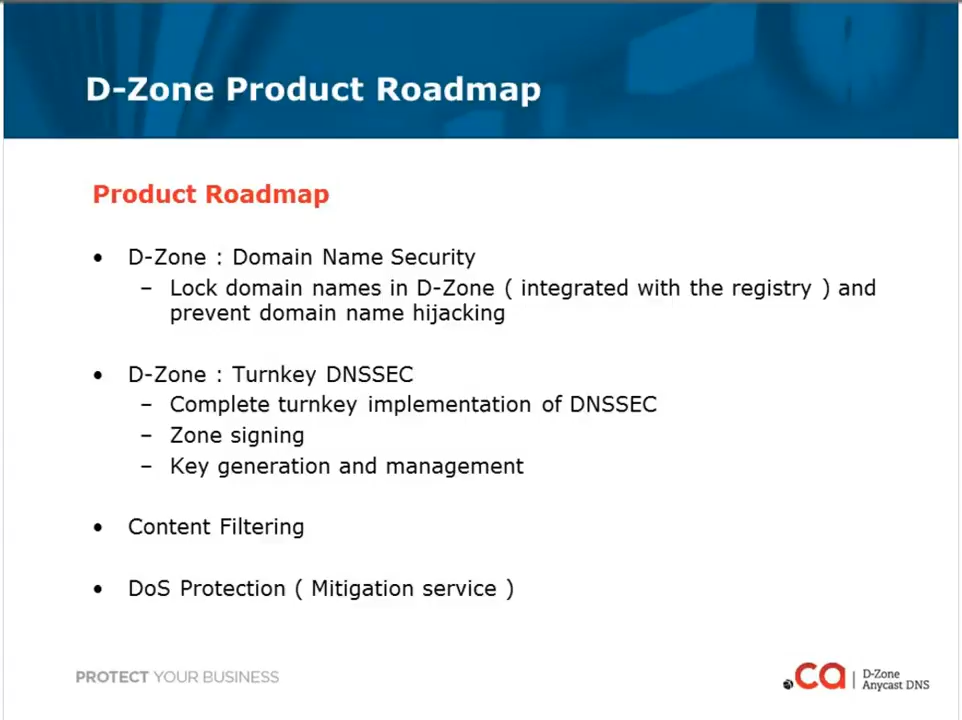 D-Zone Product Roadmap
Product Roadmap
• D-Zone : Domain Name Security
– Lock domain names in D-Zone ( integrated with the registry ) and
prevent domain name hijacking
• D-Zone : Turnkey DNSSEC
– Complete turnkey implementation of DNSSEC
– Zone signing
– Key generation and management
• Content Filtering
• DoS Protection ( Mitigation service )
PROTECT YOUR BUSINESS
.ca | D-Zone
Anycast DNS